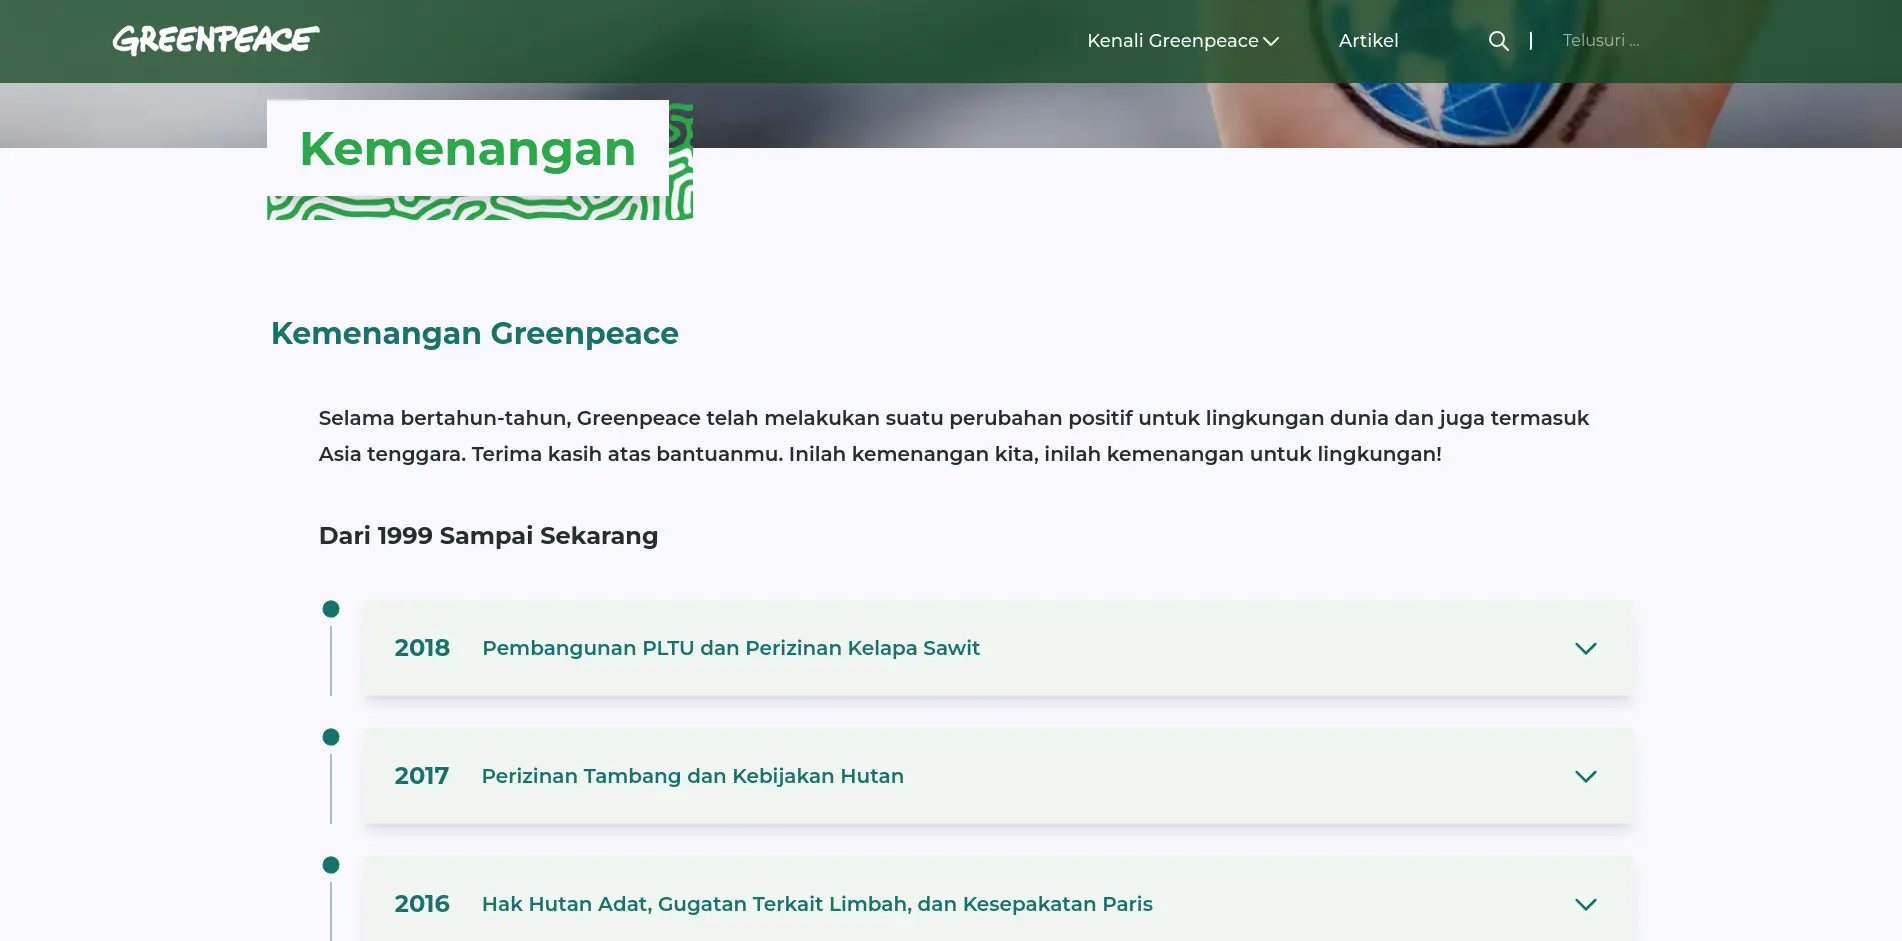 GREENPEACE
Kenali Greenpeace
Artikel
Telusuri ...
Kemenangan
Kemenangan Greenpeace
Selama bertahun-tahun, Greenpeace telah melakukan suatu perubahan positif untuk lingkungan dunia dan juga termasuk
Asia tenggara. Terima kasih atas bantuanmu. Inilah kemenangan kita, inilah kemenangan untuk lingkungan!
Dari 1999 Sampai Sekarang
2018 Pembangunan PLTU dan Perizinan Kelapa Sawit
2017 Perizinan Tambang dan Kebijakan Hutan
2016 Hak Hutan Adat, Gugatan Terkait Limbah, dan Kesepakatan Paris